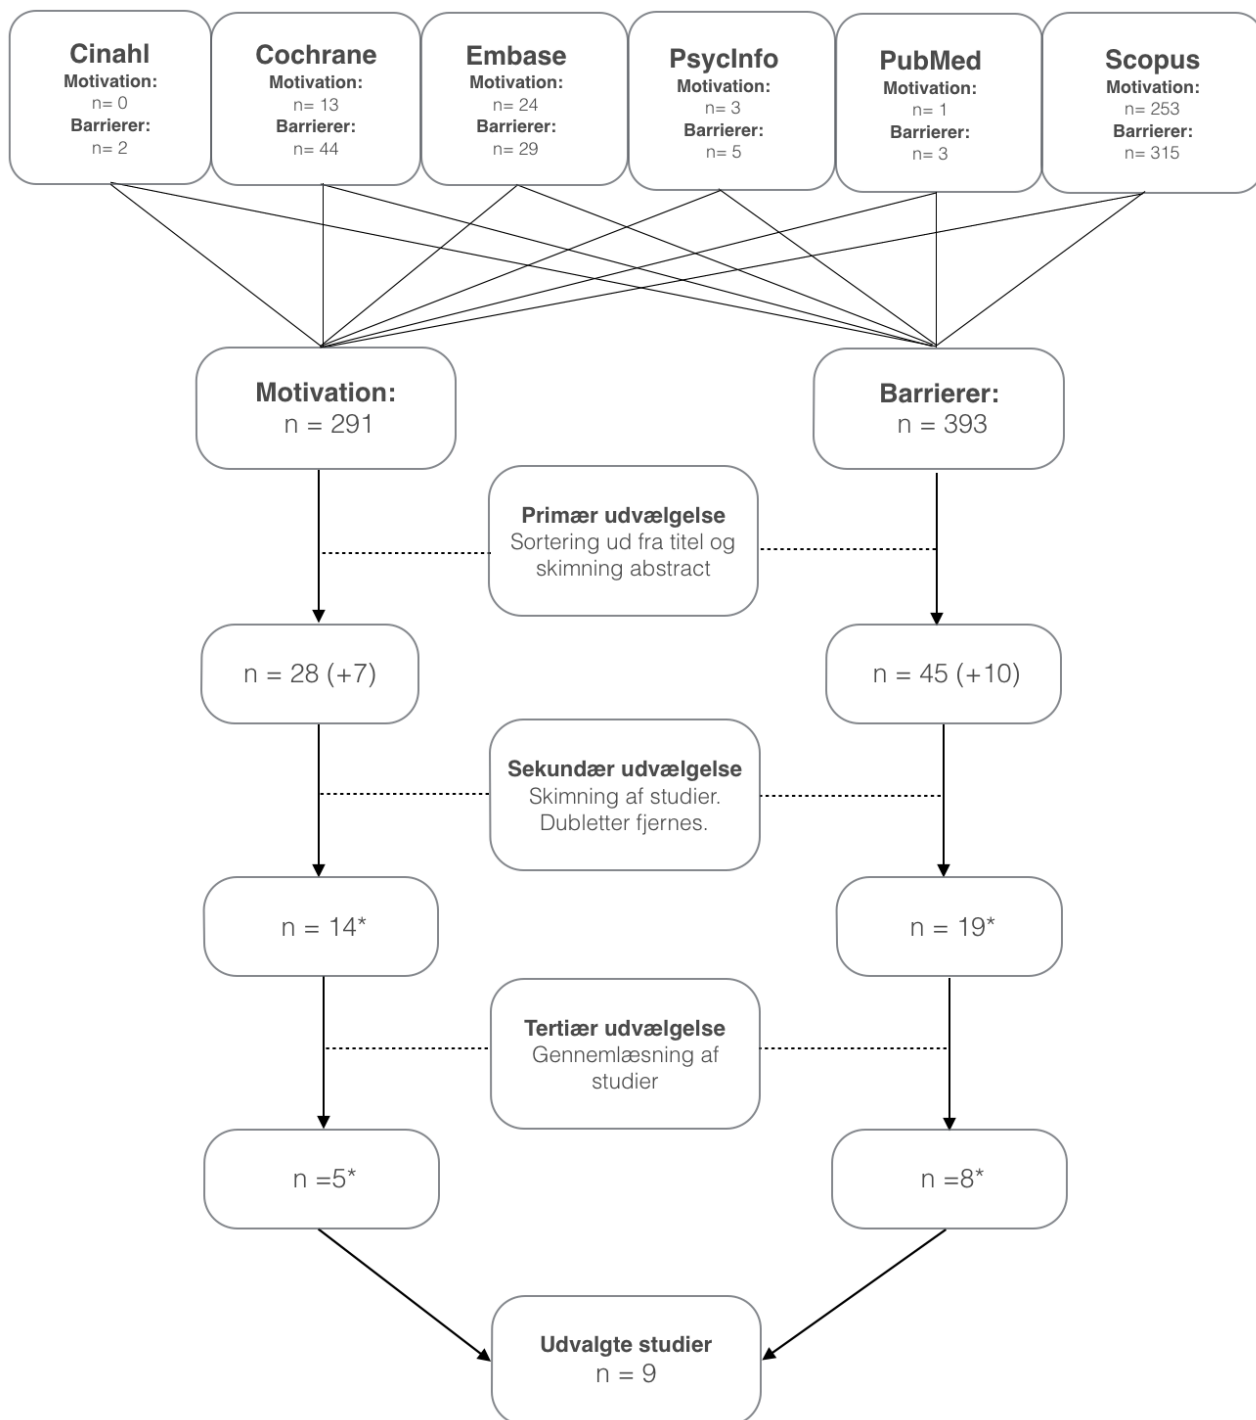 Cinahl
Motivation:
n= 0
Barrierer:
n= 2
Cochrane
Motivation:
n= 13
Barrierer:
n= 44
Embase
Motivation:
n= 24
Barrierer:
n= 29
PsycInfo
Motivation:
n= 3
Barrierer:
n= 5
PubMed
Motivation:
n= 1
Barrierer:
n= 3
Scopus
Motivation:
n= 253
Barrierer:
n= 315
Motivation:
n = 291
Barrierer:
n = 393
Primær udvælgelse
Sortering ud fra titel og
skimning abstract
n = 28 (+7)
n = 45 (+10)
Sekundær udvælgelse
Skimning af studier.
Dubletter fjernes.
n = 14*
n = 19*
Tertiær udvælgelse
Gennemlæsning af
studier
n =5*
n =8*
Udvalgte studier
n = 9